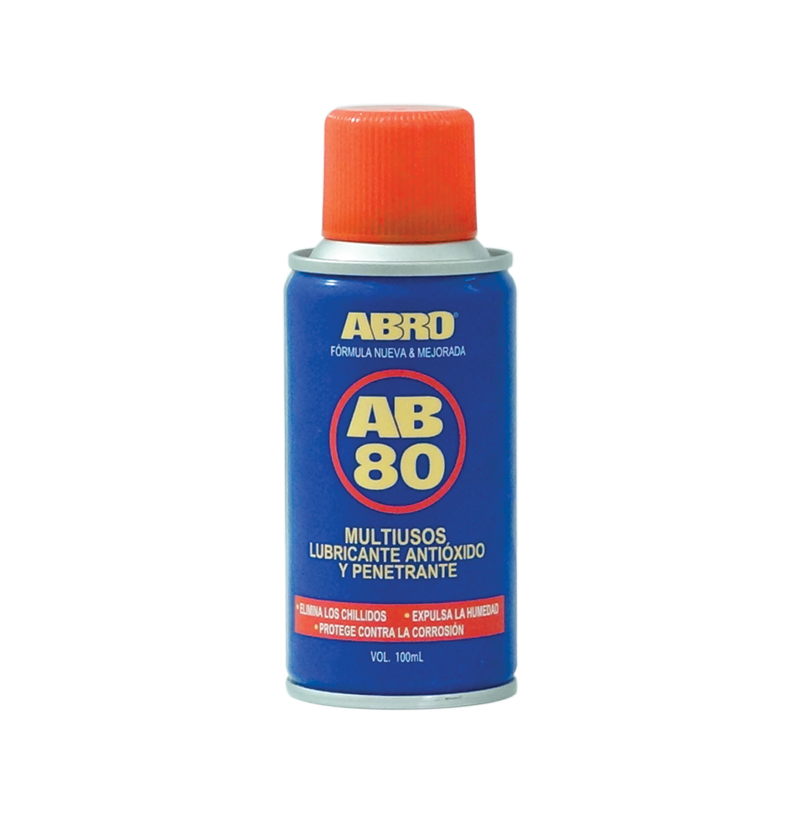 ABRO®
FÓRMULA NUEVA & MEJORADA
AB
80
MULTIUSOS
LUBRICANTE ANTIÓXIDO
Y PENETRANTE
• ELIMINA LOS CHILLIDOS • EXPULSA LA HUMEDAD
• PROTEGE CONTRA LA CORROSIÓN
VOL. 100mL